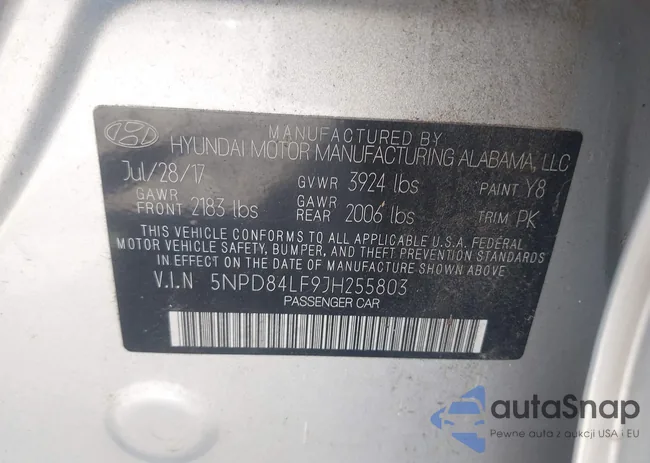 MANUFACTURED BY
HYUNDAI MOTOR MANUFACTURING ALABAMA, LLC
Jul/28/17 GVWR 3924 lbs PAINT Y8
GAWR FRONT 2183 lbs GAWR REAR 2006 lbs TRIM PK
THIS VEHICLE CONFORMS TO ALL APPLICABLE U.S.A. FEDERAL
MOTOR VEHICLE SAFETY, BUMPER, AND THEFT PREVENTION STANDARDS IN EFFECT
ON THE DATE OF MANUFACTURE SHOWN ABOVE.
V.I.N 5NPD84LF9JH255803
PASSENGER CAR
autoSnap
Pewne auta z aukcji USA i EU